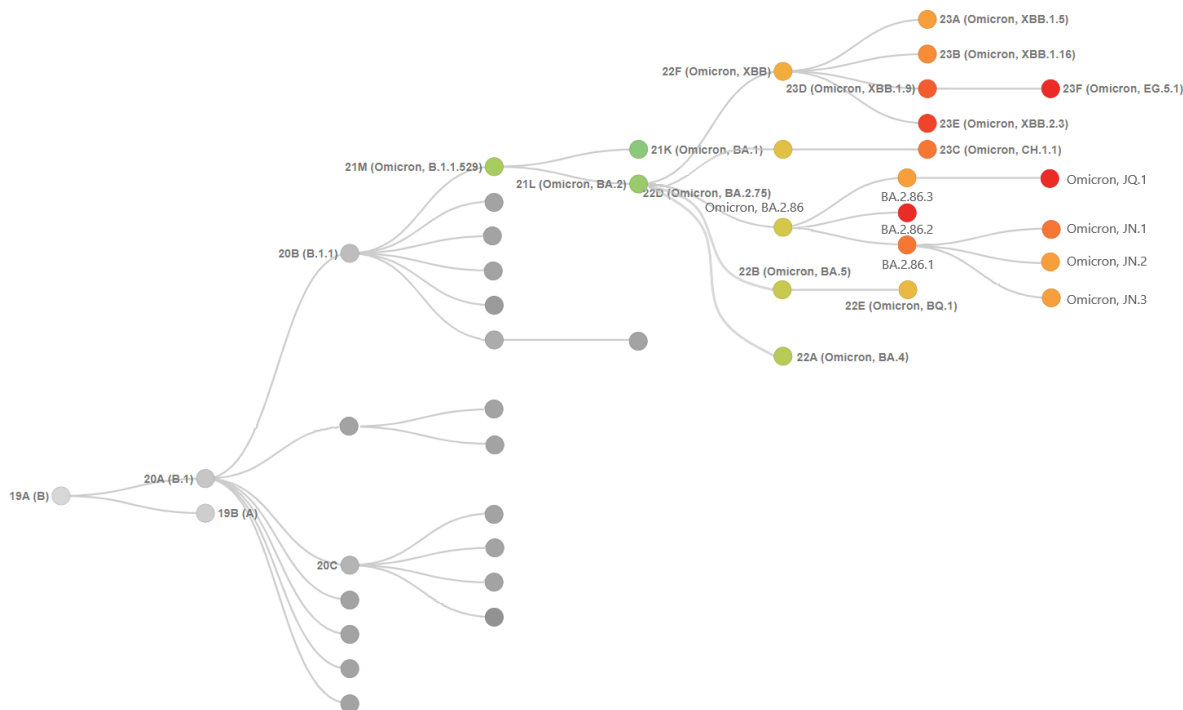 23A (Omicron, XBB.1.5)
23B (Omicron, XBB.1.16)
22F (Omicron, XBB)
23D (Omicron, XBB.1.9)
23F (Omicron, EG.5.1)
23E (Omicron, XBB.2.3)
21K (Omicron, BA.1)
23C (Omicron, CH.1.1)
21M (Omicron, B.1.1.529)
21L (Omicron, BA.2)
22D (Omicron, BA.2.75)
Omicron, JQ.1
BA.2.86.3
Omicron, BA.2.86
BA.2.86.2
Omicron, JN.1
20B (B.1.1)
BA.2.86.1
Omicron, JN.2
22B (Omicron, BA.5)
22E (Omicron, BQ.1)
Omicron, JN.3
22A (Omicron, BA.4)
20A (B.1)
19A (B)
19B (A)
20C